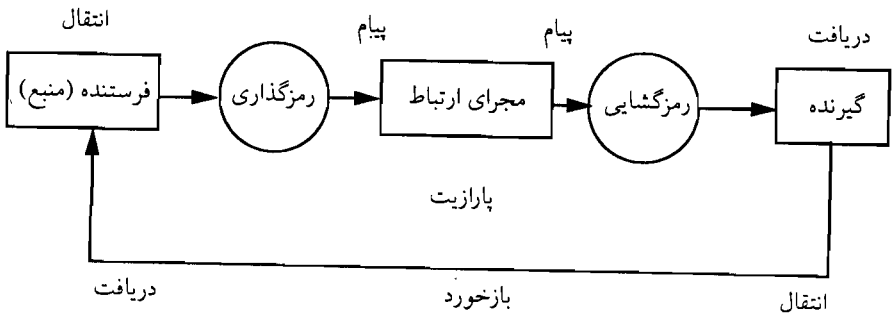 انتقال
پیام
پیام
دریافت
فرستنده (منبع)
رمزگذاری
مجرای ارتباط
رمزگشایی
گیرنده
پارازیت
دریافت
بازخورد
انتقال